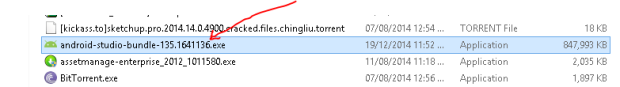 [kickass.to]sketchup.pro.2014.14.0.4900.cracked.files.chingliu.torrent 07/08/2014 12:54 ... TORRENT File 18 KB
android-studio-bundle-135.1641136.exe 19/12/2014 11:52 ... Application 847,993 KB
assetmanage-enterprise_2012_1011580.exe 11/08/2014 11:18 ... Application 2,035 KB
BitTorrent.exe 07/08/2014 12:56 ... Application 1,897 KB